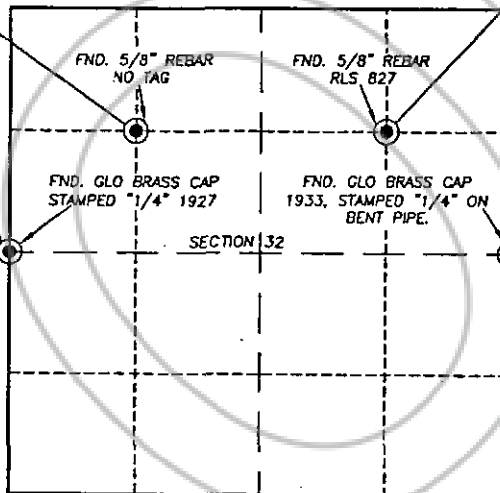 FND. 5/8" REBAR
NO TAG
FND. 5/8" REBAR
RLS 827
FND. GLO BRASS CAP
STAMPED "1/4" 1927
FND. GLO BRASS CAP
1933, STAMPED "1/4" ON
BENT PIPE.
SECTION 32